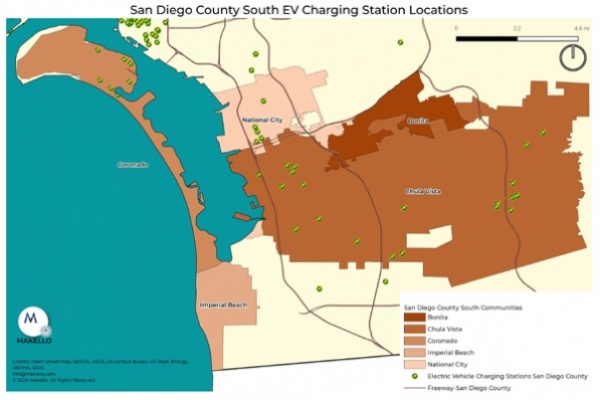 San Diego County South EV Charging Station Locations
0
2.2
4.4 mi
National City
Bonita
Coronado
Chula Vista
Imperial Beach
M
MAKELLO
San Diego County South Communities
Bonita
Chula Vista
Coronado
Imperial Beach
National City
Electric Vehicle Charging Stations San Diego County
Freeway-San Diego County
Credits: Open Street Map, SanGIS, USGS, US Census Bureau, US Dept. Energy,
QGIS
info@makello.com
© 2020 Makello, All Rights Reserved.